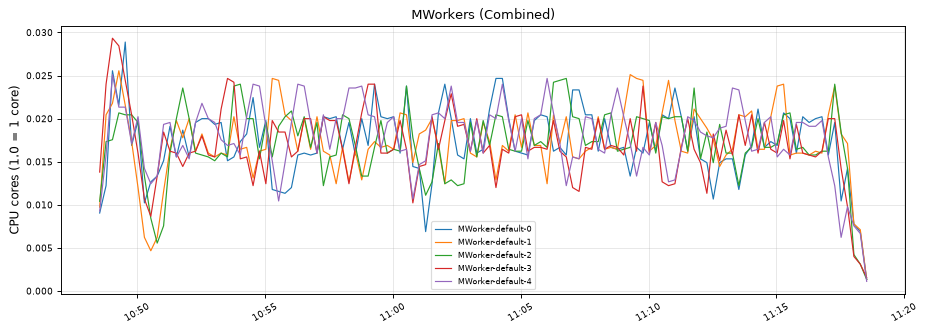 MWorkers (Combined)
CPU cores (1.0 = 1 core)
0.030
0.025
0.020
0.015
0.010
0.005
0.000
MWorker-default-0
MWorker-default-1
MWorker-default-2
MWorker-default-3
MWorker-default-4
10:50
10:55
11:00
11:05
11:10
11:15
11:20